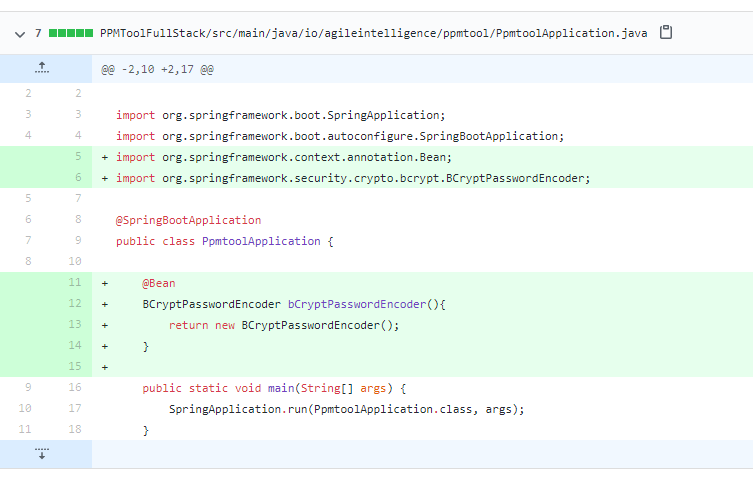 7 PPMToolFullStack/src/main/java/io/agileintelligence/ppmtool/PpmtoolApplication.java
@@ -2,10 +2,17 @@
2 2
3 3 import org.springframework.boot.SpringApplication;
4 4 import org.springframework.boot.autoconfigure.SpringBootApplication;
5 + import org.springframework.context.annotation.Bean;
6 + import org.springframework.security.crypto.bcrypt.BCryptPasswordEncoder;
5 7
6 8 @SpringBootApplication
7 9 public class PpmtoolApplication {
8 10
11 + @Bean
12 + BCryptPasswordEncoder bCryptPasswordEncoder(){
13 + return new BCryptPasswordEncoder();
14 + }
15 +
9 16 public static void main(String[] args) {
10 17 SpringApplication.run(PpmtoolApplication.class, args);
11 18 }